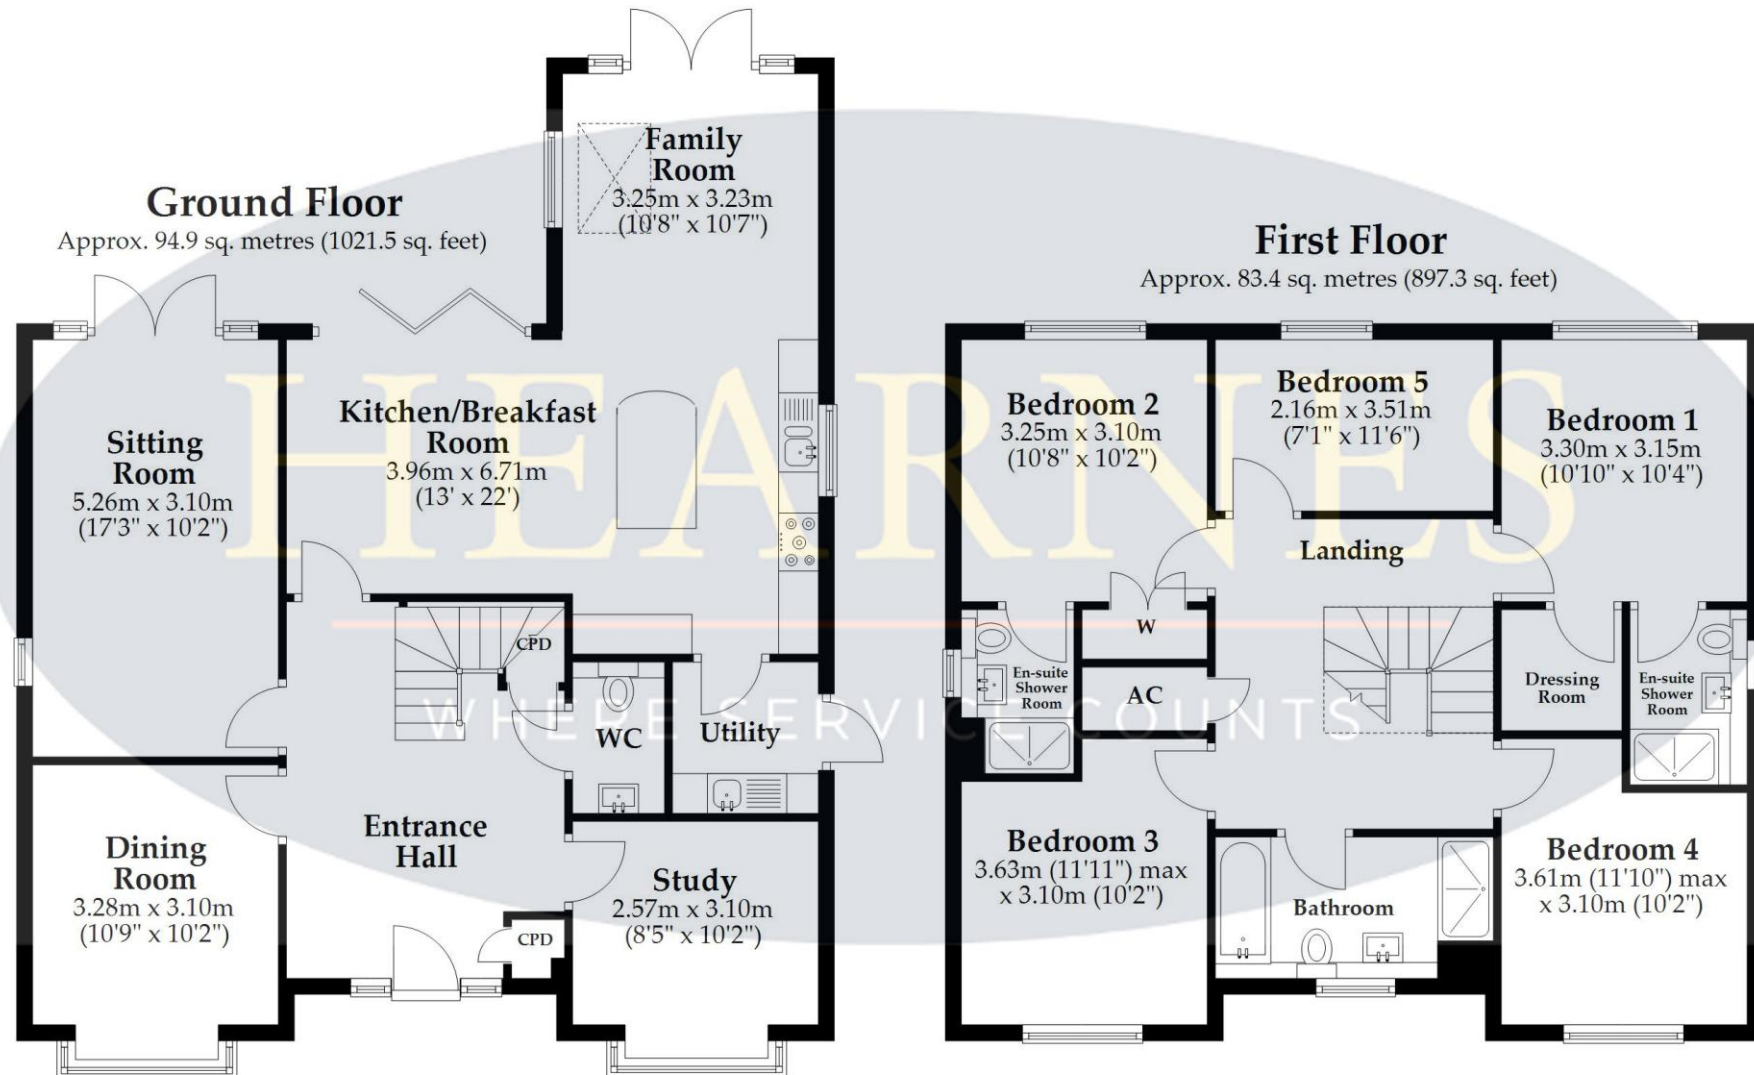 Ground Floor
Approx. 94.9 sq. metres (1021.5 sq. feet)
Family
Room
3.25m x 3.23m
(10'8" x 10'7")
Sitting
Room
5.26m x 3.10m
(17'3" x 10'2")
Kitchen/Breakfast
Room
3.96m x 6.71m
(13' x 22')
CPD
WC
Utility
Entrance
Hall
Dining
Room
3.28m x 3.10m
(10'9" x 10'2")
Study
2.57m x 3.10m
(8'5" x 10'2")
CPD
First Floor
Approx. 83.4 sq. metres (897.3 sq. feet)
Bedroom 2
3.25m x 3.10m
(10'8" x 10'2")
Bedroom 5
2.16m x 3.51m
(7'1" x 11'6")
Bedroom 1
3.30m x 3.15m
(10'10" x 10'4")
Landing
W
En-suite
Shower
Room
AC
Dressing
Room
En-suite
Shower
Room
Bedroom 3
3.63m (11'11") max
x 3.10m (10'2")
Bathroom
Bedroom 4
3.61m (11'10") max
x 3.10m (10'2")
HEARNES
WHERE SERVICE COUNTS